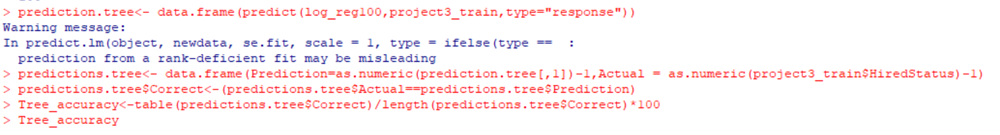 > prediction.tree<- data.frame(predict(log_reg100,project3_train,type="response"))
Warning message:
In predict.lm(object, newdata, se.fit, scale = 1, type = ifelse(type ==  :
  prediction from a rank-deficient fit may be misleading
> predictions.tree<- data.frame(Prediction=as.numeric(prediction.tree[,1])-1,Actual = as.numeric(project3_train$HiredStatus)-1)
> predictions.tree$Correct<-(predictions.tree$Actual==predictions.tree$Prediction)
> Tree_accuracy<-table(predictions.tree$Correct)/length(predictions.tree$Correct)*100
> Tree_accuracy